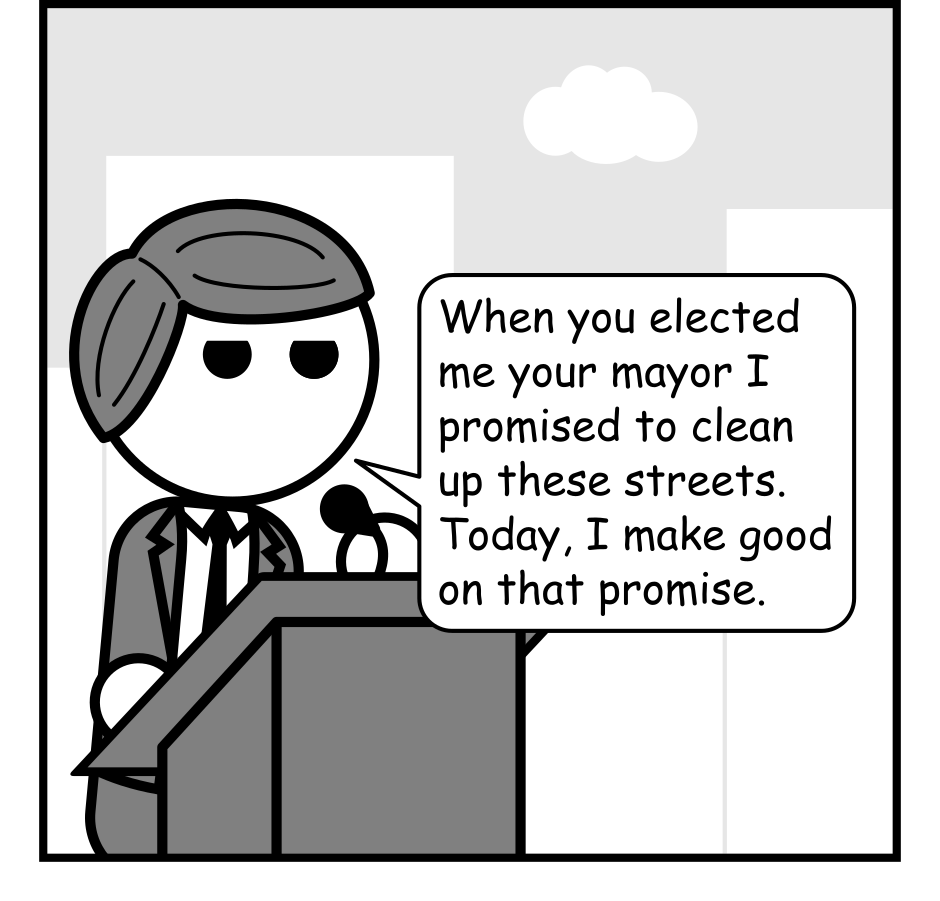 When you elected
me your mayor I
promised to clean
up these streets.
Today, I make good
on that promise.